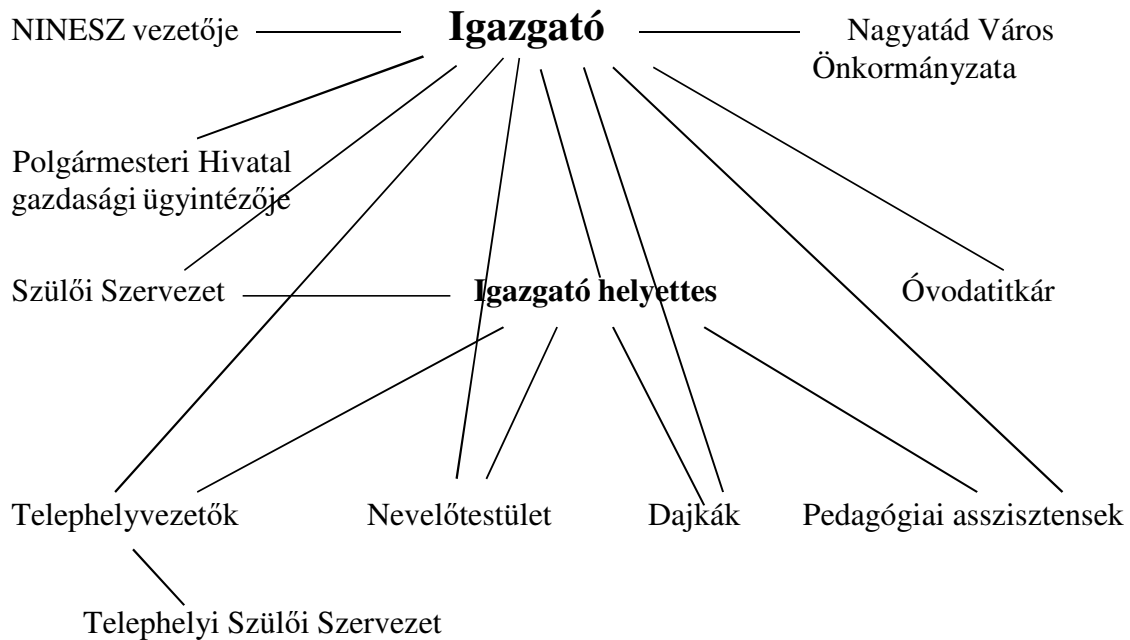 NINESZ vezetője
Igazgató
Nagyatád Város
Önkormányzata
Polgármesteri Hivatal
gazdasági ügyintézője
Szülői Szervezet
Igazgató helyettes
Óvodatitkár
Telephelyvezetők
Nevelőtestület
Dajkák
Pedagógiai asszisztensek
Telephelyi Szülői Szervezet